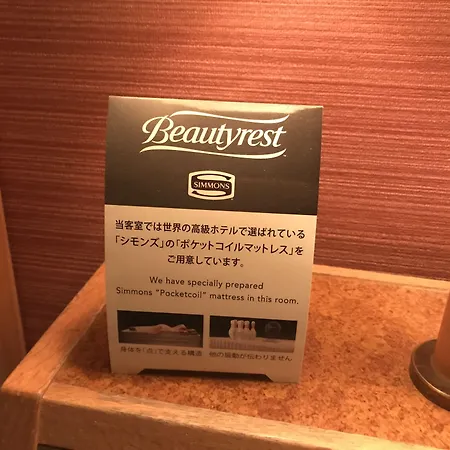 Beautyrest
SIMMONS
当客室では世界の高級ホテルで選ばれている
「シモンズ」の「ポケットコイルマットレス」を
ご用意しています。
We have specially prepared
Simmons "Pocketcoil" mattress in this room.
身体を「点」で支える構造 他の振動が伝わりません